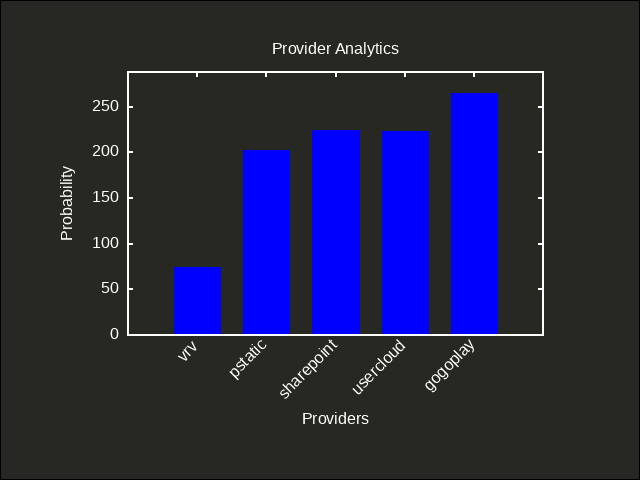 Provider Analytics
250
200
150
100
50
0
Probability
vrv
pstatic
sharepoint
usercloud
gogoplay
Providers